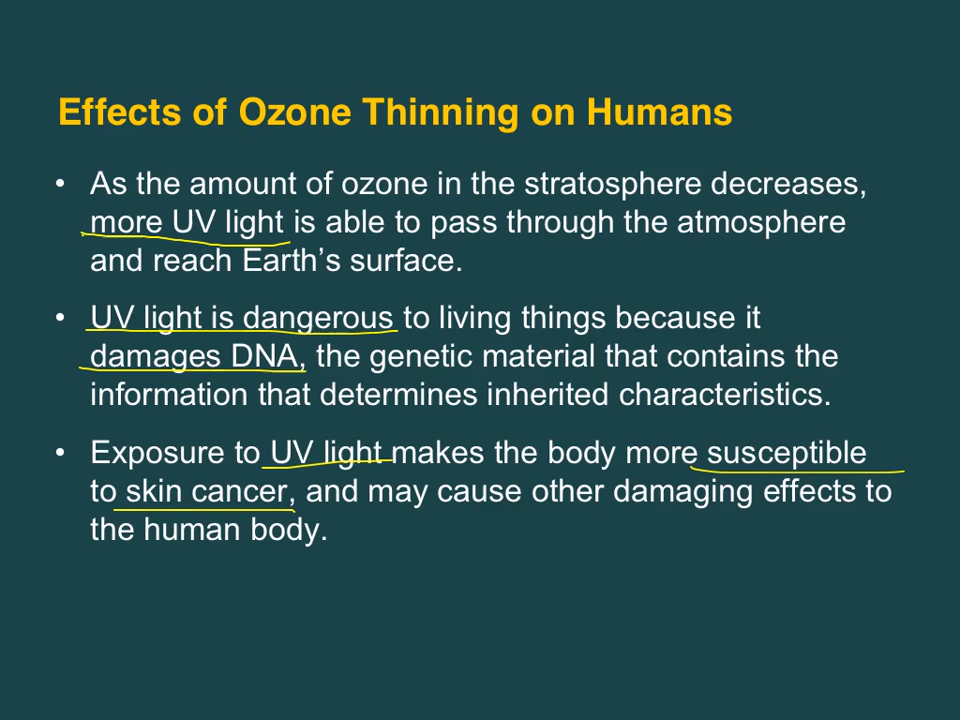 Effects of Ozone Thinning on Humans
• As the amount of ozone in the stratosphere decreases,
more UV light is able to pass through the atmosphere
and reach Earth’s surface.
• UV light is dangerous to living things because it
damages DNA, the genetic material that contains the
information that determines inherited characteristics.
• Exposure to UV light makes the body more susceptible
to skin cancer, and may cause other damaging effects to
the human body.